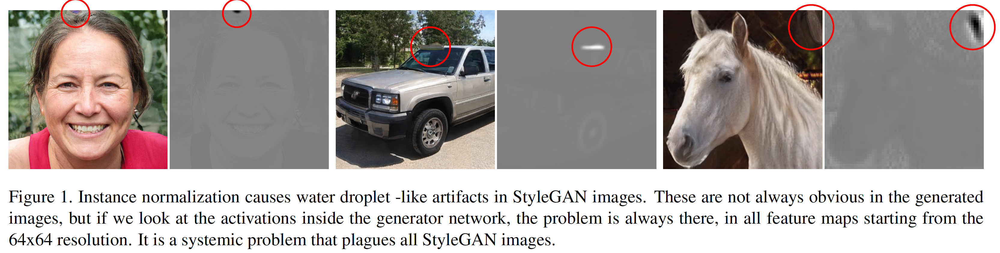 Figure 1. Instance normalization causes water droplet -like artifacts in StyleGAN images. These are not always obvious in the generated
images, but if we look at the activations inside the generator network, the problem is always there, in all feature maps starting from the
64x64 resolution. It is a systemic problem that plagues all StyleGAN images.